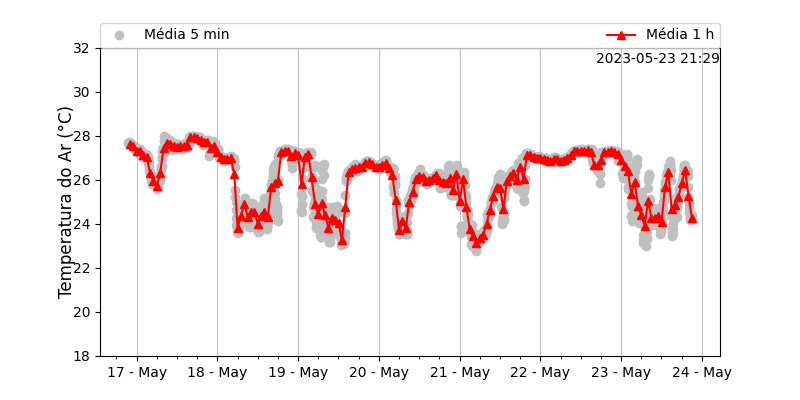 Média 5 min
Média 1 h
2023-05-23 21:29
Temperatura do Ar (°C)
32
30
28
26
24
22
20
18
17 - May
18 - May
19 - May
20 - May
21 - May
22 - May
23 - May
24 - May